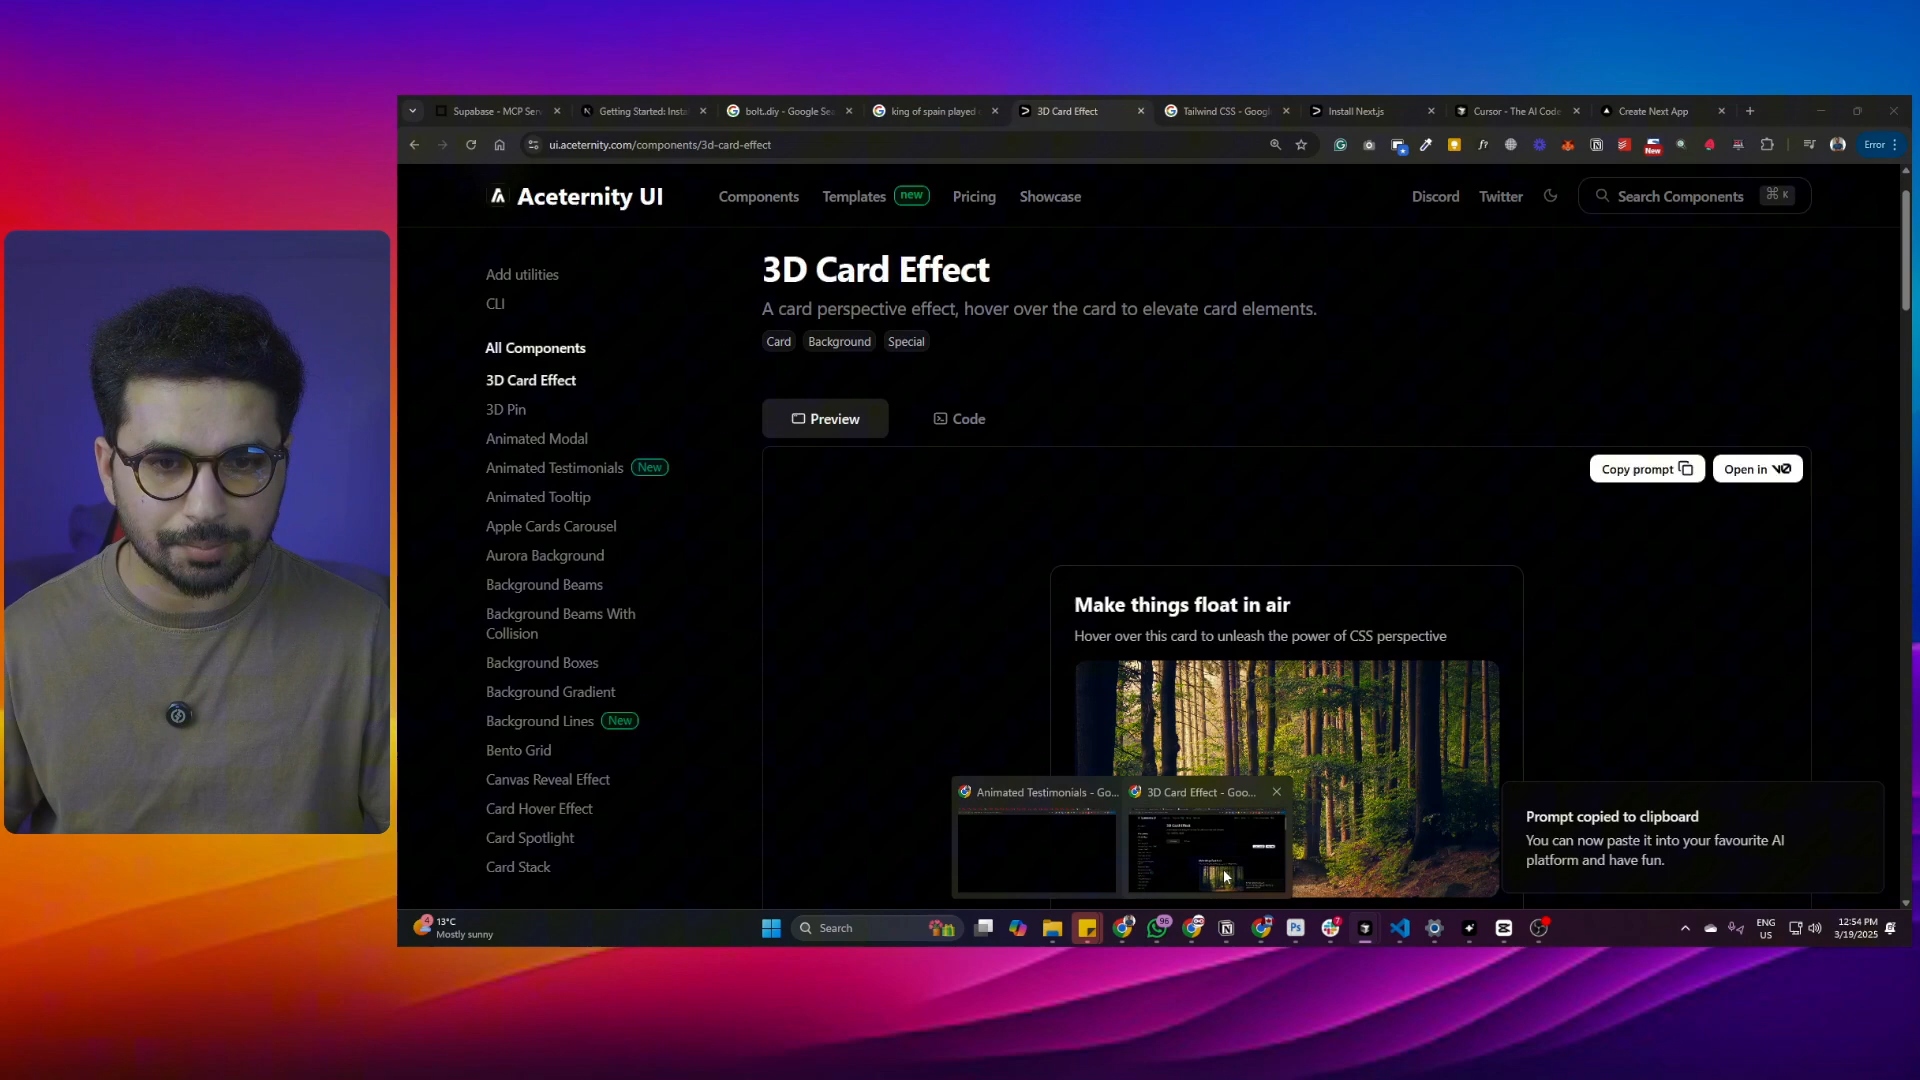 Supabase - MCP Serv
Getting Started: Insta
bolt..diy - Google Sea
king of spain played
3D Card Effect
Tailwind CSS - Googl
Install Next.js
Cursor - The AI Code
Create Next App
ui.aceternity.com/components/3d-card-effect
f?
New
Error
Aceternity UI
Components
Templates
new
Pricing
Showcase
Discord
Twitter
Search Components
⌘ K
Add utilities
CLI
All Components
3D Card Effect
3D Pin
Animated Modal
Animated Testimonials New
Animated Tooltip
Apple Cards Carousel
Aurora Background
Background Beams
Background Beams With
Collision
Background Boxes
Background Gradient
Background Lines New
Bento Grid
Canvas Reveal Effect
Card Hover Effect
Card Spotlight
Card Stack
3D Card Effect
A card perspective effect, hover over the card to elevate card elements.
Card Background Special
Preview
Code
Copy prompt
Open in v0
Make things float in air
Hover over this card to unleash the power of CSS perspective
Animated Testimonials - Go...
3D Card Effect - Goo...
Prompt copied to clipboard
You can now paste it into your favourite AI
platform and have fun.
4
13°C
Mostly sunny
Search
96
Ps
7
ENG
US
12:54 PM
3/19/2025